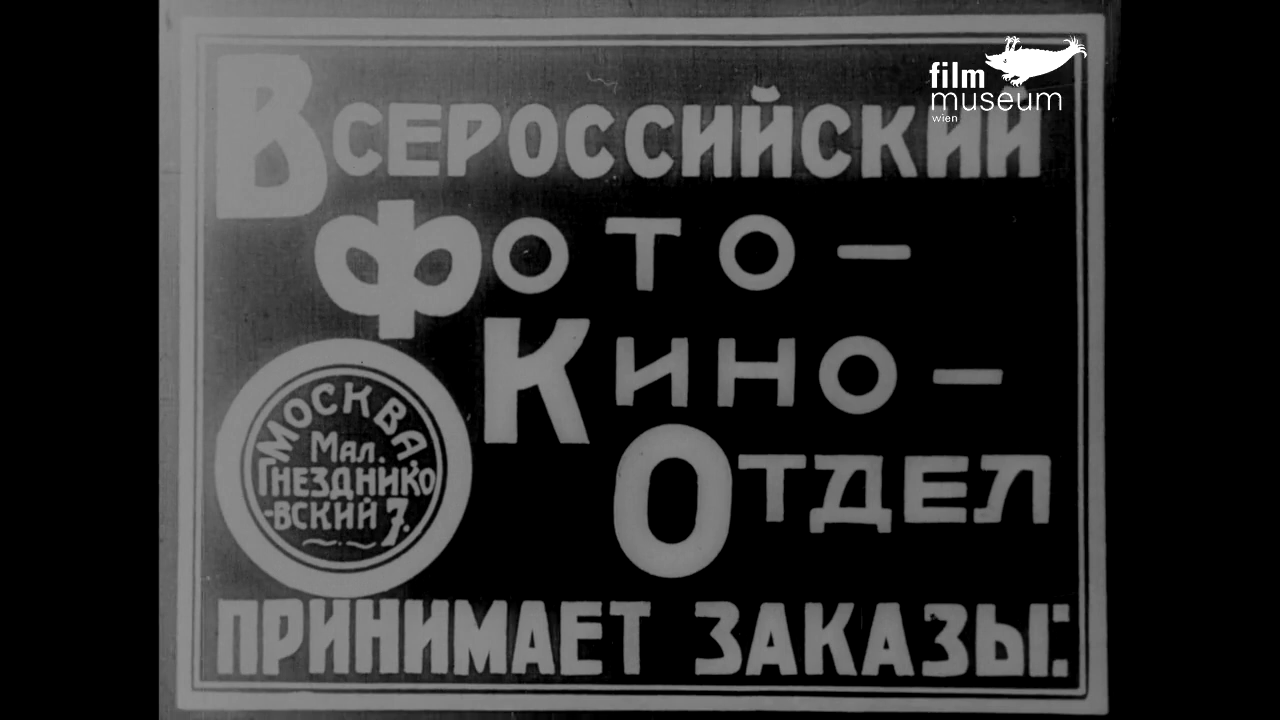 film
museum
wien
ВСЕРОССИЙСКИЙ
ФОТО-
КИНО-
ОТДЕЛ
МОСКВА,
МАЛ.
ГНЕЗДНИКО
-ВСКИЙ 7.
ПРИНИМАЕТ ЗАКАЗЫ: